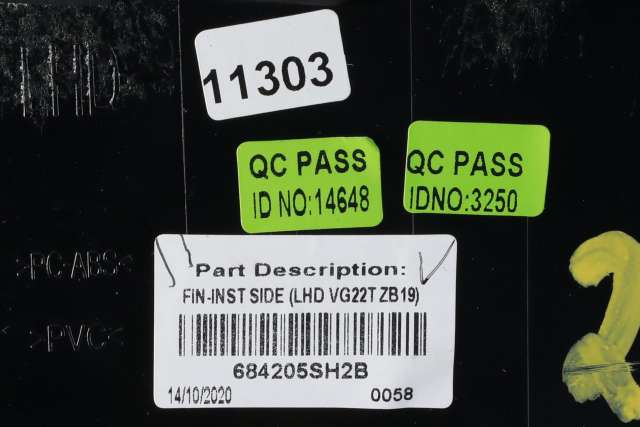 LHD
11303
QC PASS
ID NO:14648
QC PASS
IDNO:3250
>PC ABS<
>PVC<
Part Description:
FIN-INST SIDE (LHD VG22T ZB19)
684205SH2B
14/10/2020 0058